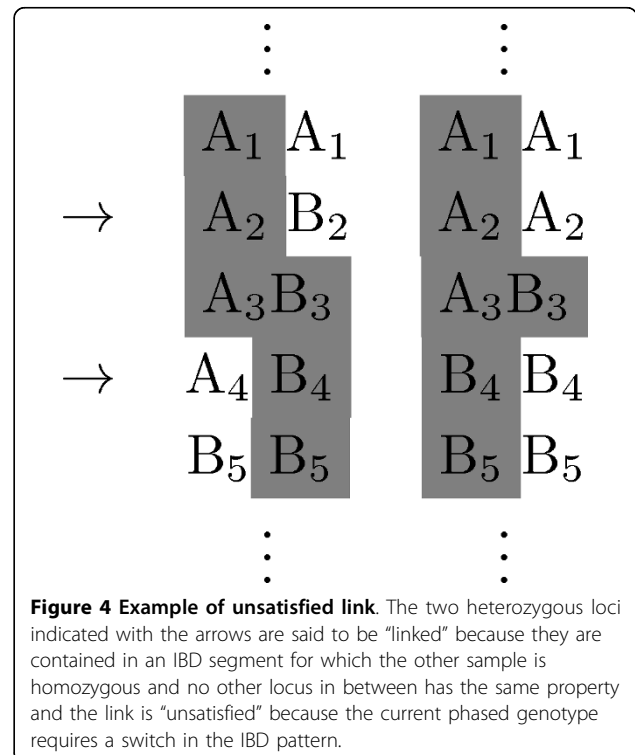 ⋮ ⋮
A₁ A₁ A₁ A₁
→ A₂ B₂ A₂ A₂
A₃B₃ A₃B₃
→ A₄ B₄ B₄ B₄
B₅ B₅ B₅ B₅
⋮ ⋮
Figure 4 Example of unsatisfied link. The two heterozygous loci
indicated with the arrows are said to be “linked” because they are
contained in an IBD segment for which the other sample is
homozygous and no other locus in between has the same property
and the link is “unsatisfied” because the current phased genotype
requires a switch in the IBD pattern.